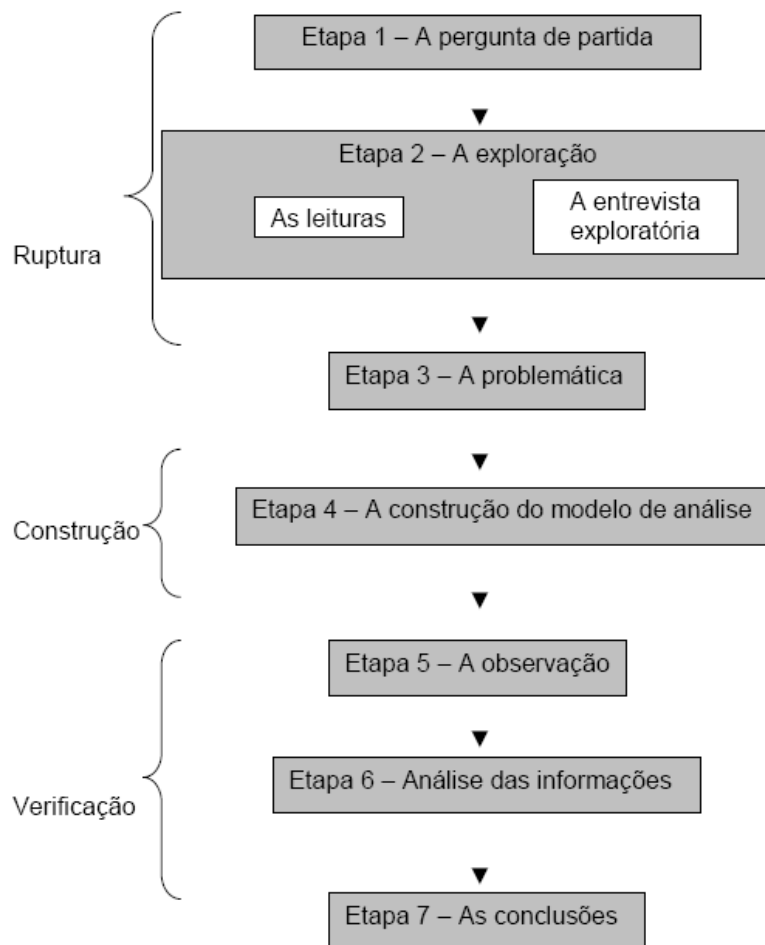 Etapa 1 – A pergunta de partida
Etapa 2 – A exploração
As leituras
A entrevista
exploratória
Ruptura
Etapa 3 – A problemática
Etapa 4 – A construção do modelo de análise
Construção
Etapa 5 – A observação
Etapa 6 – Análise das informações
Verificação
Etapa 7 – As conclusões